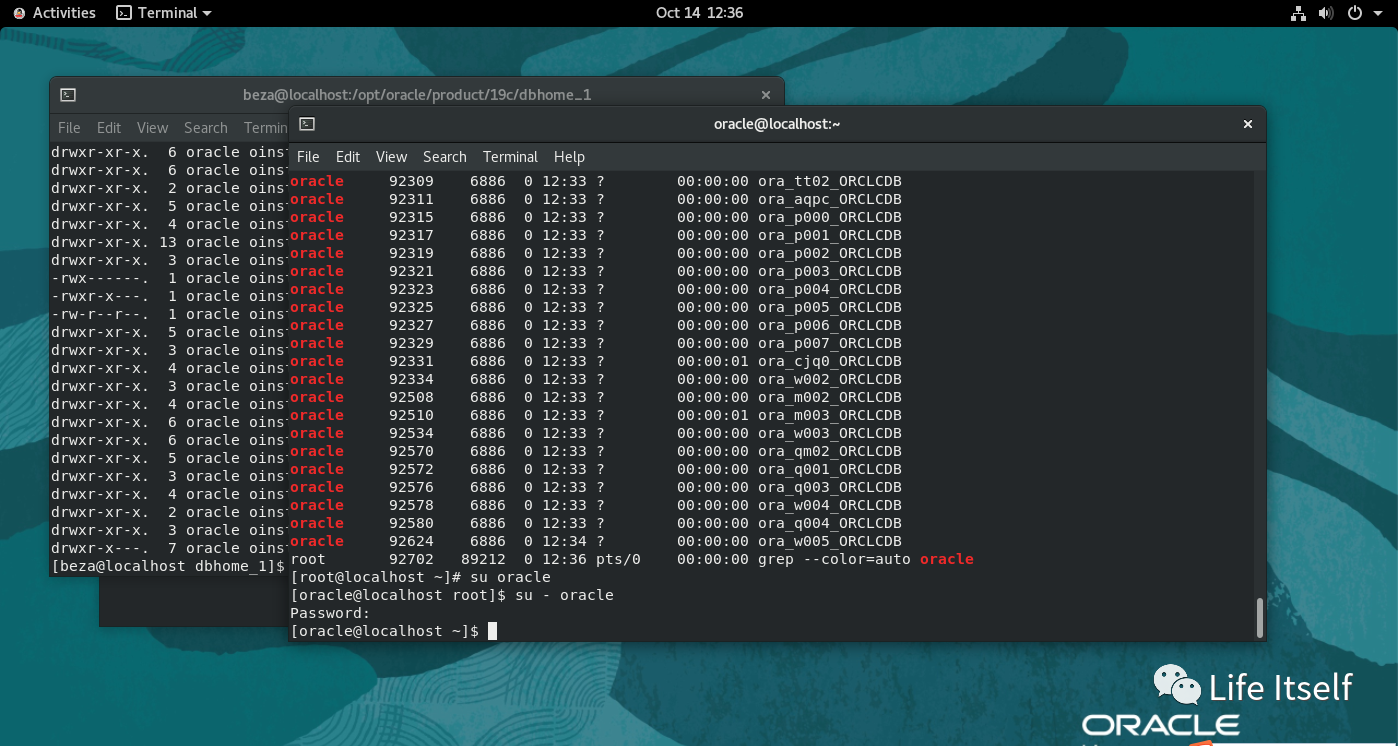 Activities Terminal Oct 14 12:36
beza@localhost:/opt/oracle/product/19c/dbhome_1
File Edit View Search Termin
drwxr-xr-x. 6 oracle oins
drwxr-xr-x. 6 oracle oins
drwxr-xr-x. 2 oracle oins
drwxr-xr-x. 5 oracle oins
drwxr-xr-x. 4 oracle oins
drwxr-xr-x. 13 oracle oins
drwxr-xr-x. 3 oracle oins
-rwx------. 1 oracle oins
-rwxr-x---. 1 oracle oins
-rw-r--r--. 1 oracle oins
drwxr-xr-x. 5 oracle oins
drwxr-xr-x. 3 oracle oins
drwxr-xr-x. 4 oracle oins
drwxr-xr-x. 3 oracle oins
drwxr-xr-x. 4 oracle oins
drwxr-xr-x. 6 oracle oins
drwxr-xr-x. 6 oracle oins
drwxr-xr-x. 5 oracle oins
drwxr-xr-x. 3 oracle oins
drwxr-xr-x. 4 oracle oins
drwxr-xr-x. 2 oracle oins
drwxr-xr-x. 3 oracle oins
drwxr-x---. 7 oracle oins
[beza@localhost dbhome_1]$
oracle@localhost:~
File Edit View Search Terminal Help
oracle 92309 6886 0 12:33 ? 00:00:00 ora_tt02_ORCLCDB
oracle 92311 6886 0 12:33 ? 00:00:00 ora_aqpc_ORCLCDB
oracle 92315 6886 0 12:33 ? 00:00:00 ora_p000_ORCLCDB
oracle 92317 6886 0 12:33 ? 00:00:00 ora_p001_ORCLCDB
oracle 92319 6886 0 12:33 ? 00:00:00 ora_p002_ORCLCDB
oracle 92321 6886 0 12:33 ? 00:00:00 ora_p003_ORCLCDB
oracle 92323 6886 0 12:33 ? 00:00:00 ora_p004_ORCLCDB
oracle 92325 6886 0 12:33 ? 00:00:00 ora_p005_ORCLCDB
oracle 92327 6886 0 12:33 ? 00:00:00 ora_p006_ORCLCDB
oracle 92329 6886 0 12:33 ? 00:00:00 ora_p007_ORCLCDB
oracle 92331 6886 0 12:33 ? 00:00:01 ora_cjq0_ORCLCDB
oracle 92334 6886 0 12:33 ? 00:00:00 ora_w002_ORCLCDB
oracle 92508 6886 0 12:33 ? 00:00:00 ora_m002_ORCLCDB
oracle 92510 6886 0 12:33 ? 00:00:01 ora_m003_ORCLCDB
oracle 92534 6886 0 12:33 ? 00:00:00 ora_w003_ORCLCDB
oracle 92570 6886 0 12:33 ? 00:00:00 ora_qm02_ORCLCDB
oracle 92572 6886 0 12:33 ? 00:00:00 ora_q001_ORCLCDB
oracle 92576 6886 0 12:33 ? 00:00:00 ora_q003_ORCLCDB
oracle 92578 6886 0 12:33 ? 00:00:00 ora_w004_ORCLCDB
oracle 92580 6886 0 12:33 ? 00:00:00 ora_q004_ORCLCDB
oracle 92624 6886 0 12:34 ? 00:00:00 ora_w005_ORCLCDB
root 92702 89212 0 12:36 pts/0 00:00:00 grep --color=auto oracle
[root@localhost ~]# su oracle
[oracle@localhost root]$ su - oracle
Password:
[oracle@localhost ~]$
Life Itself
ORACLE